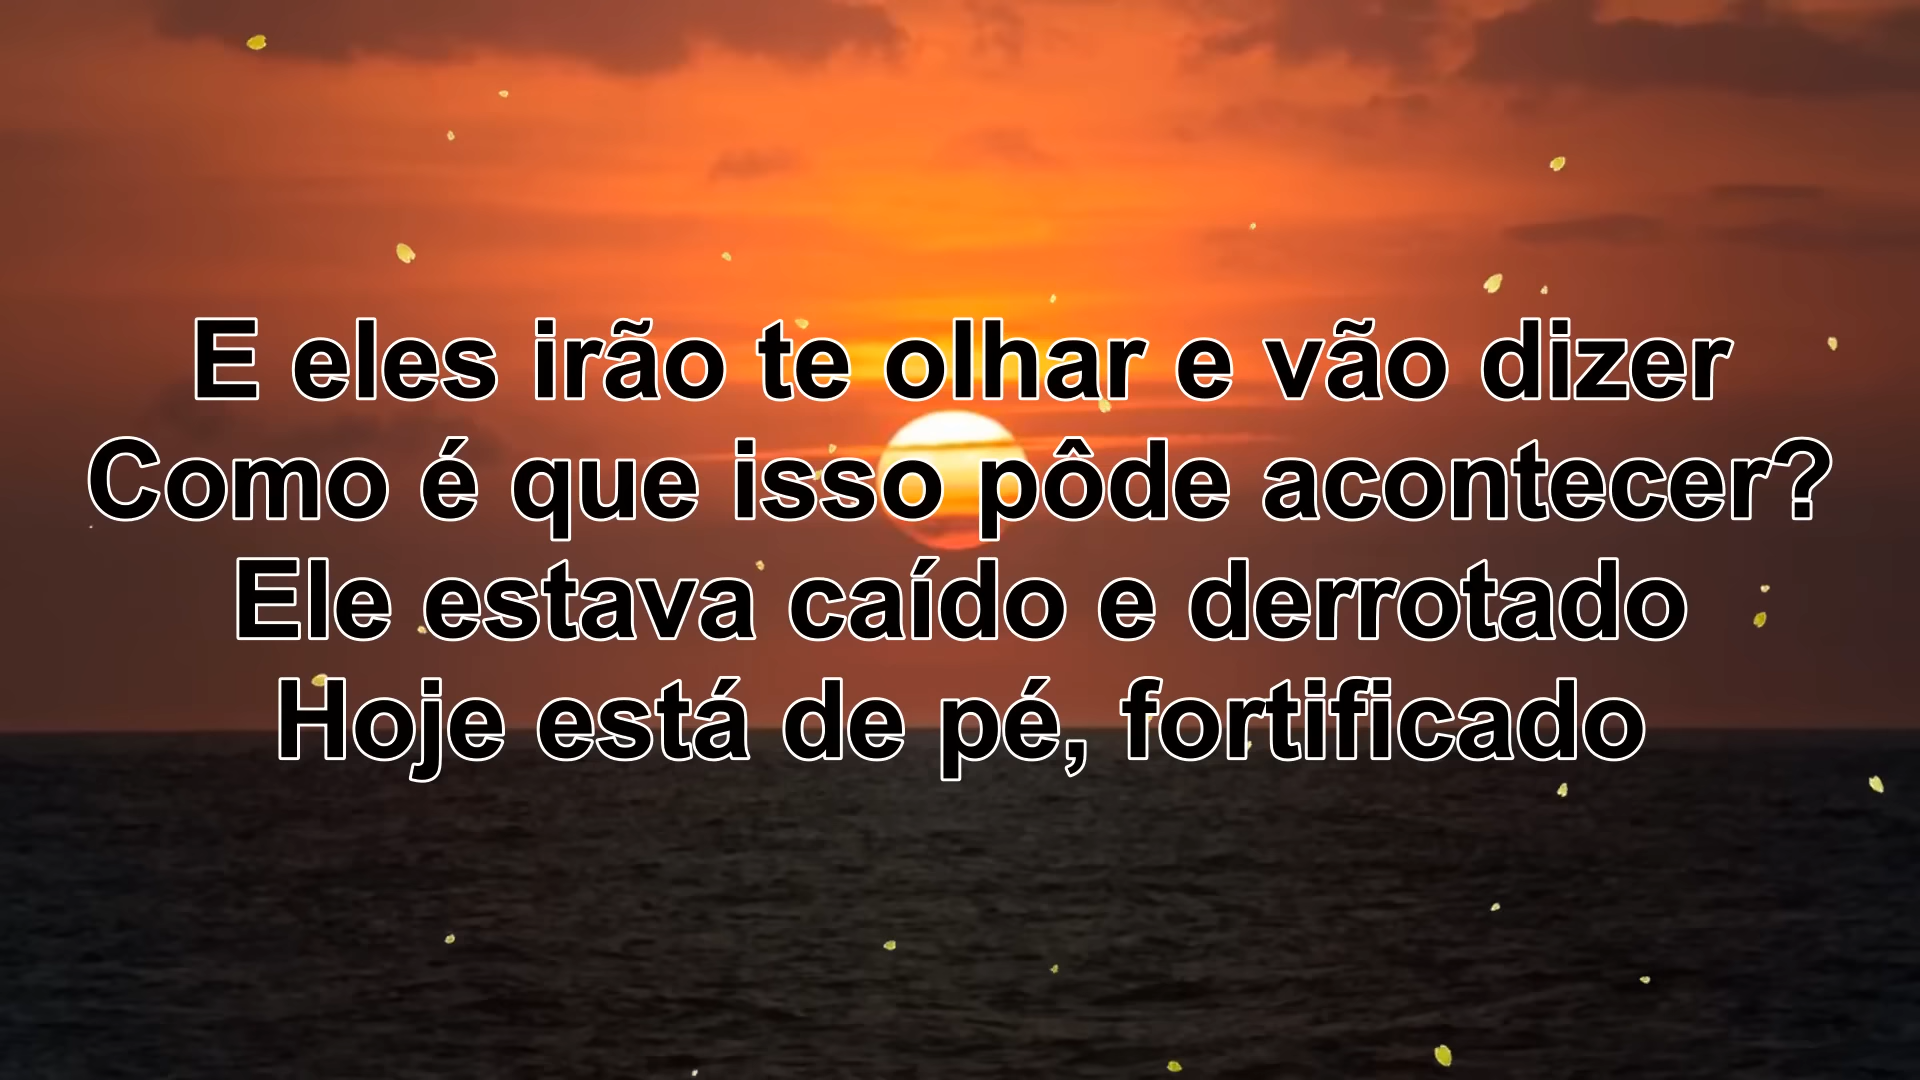 E eles irão te olhar e vão dizer
Como é que isso pôde acontecer?
Ele estava caído e derrotado
Hoje está de pé, fortificado